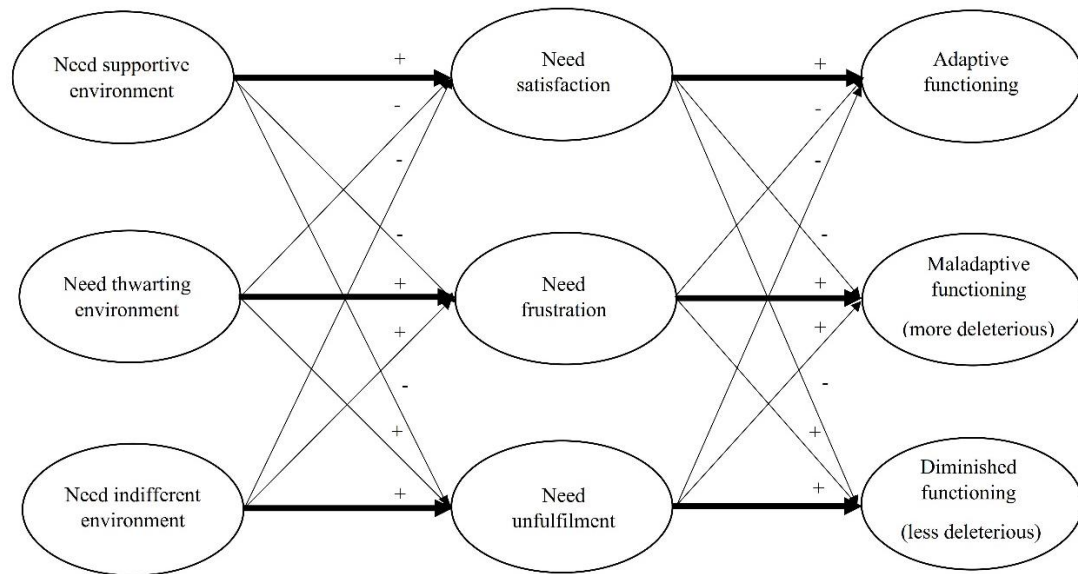 Need supportive
environment
+
Need
satisfaction
+
Adaptive
functioning
-
-
-
-
-
-
Need thwarting
environment
+
Need
frustration
+
Maladaptive
functioning
(more deleterious)
+
+
-
-
+
+
Need indifferent
environment
+
Need
unfulfilment
+
Diminished
functioning
(less deleterious)